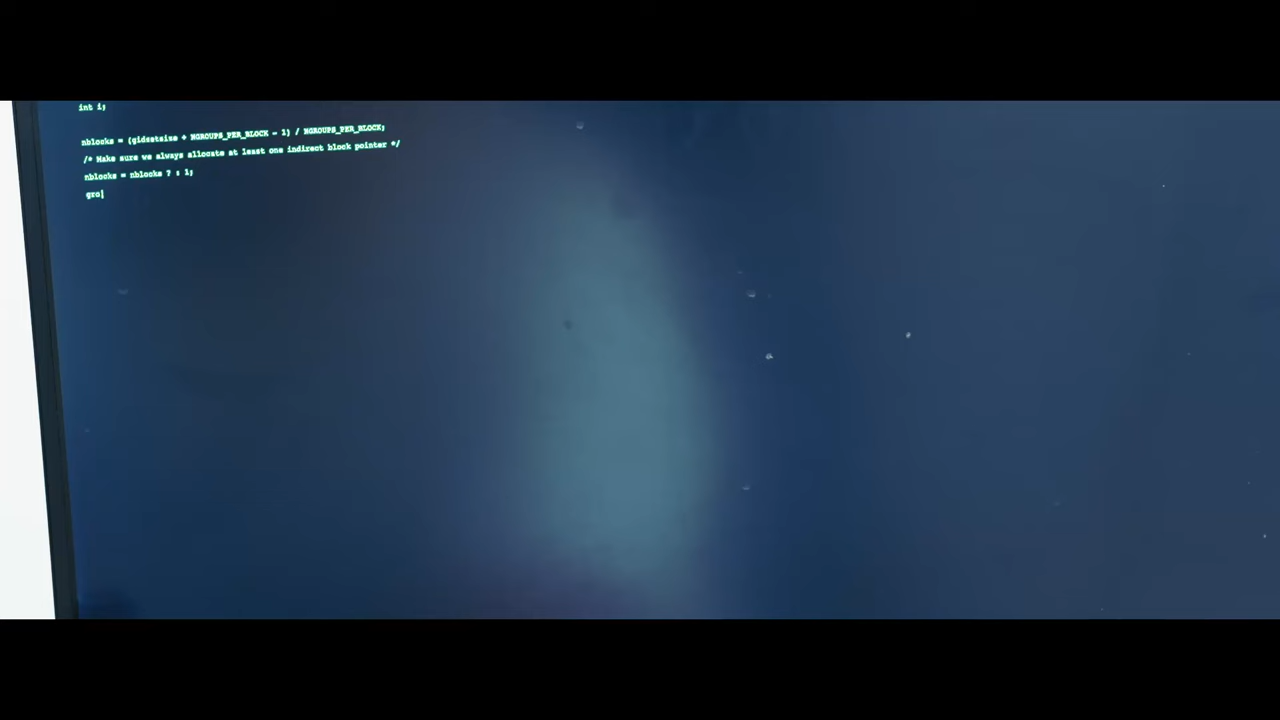 int i;
nblocks = (gidsetsize + NGROUPS_PER_BLOCK - 1) / NGROUPS_PER_BLOCK;
/* Make sure we always allocate at least one indirect block pointer */
nblocks = nblocks ? : 1;
gro|